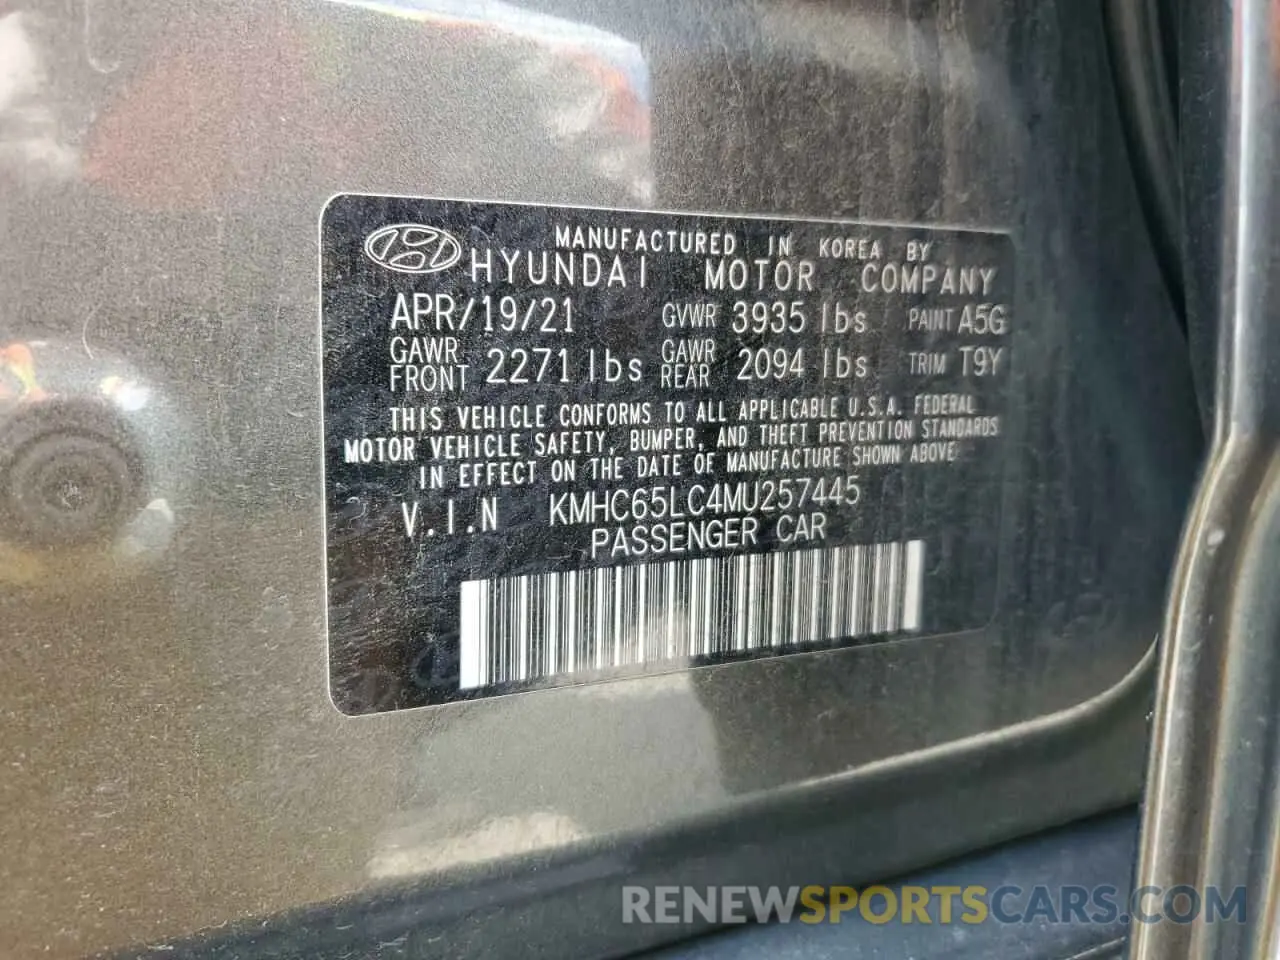 MANUFACTURED IN KOREA BY
HYUNDAI MOTOR COMPANY
APR/19/21 GVWR 3935 lbs PAINT A5G
GAWR FRONT 2271 lbs GAWR REAR 2094 lbs TRIM T9Y
THIS VEHICLE CONFORMS TO ALL APPLICABLE U.S.A. FEDERAL
MOTOR VEHICLE SAFETY, BUMPER, AND THEFT PREVENTION STANDARDS
IN EFFECT ON THE DATE OF MANUFACTURE SHOWN ABOVE
V.I.N KMHC65LC4MU257445
PASSENGER CAR
RENEWSPORTSCARS.COM